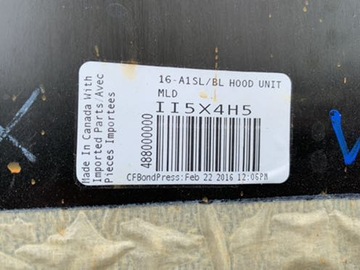 16-A1SL/BL HOOD UNIT
MLD
II5X4H5
488000000
Made In Canada With
Imported Parts/Avec
Pieces Importees
CFBondPress:Feb 22 2016 12:06PM